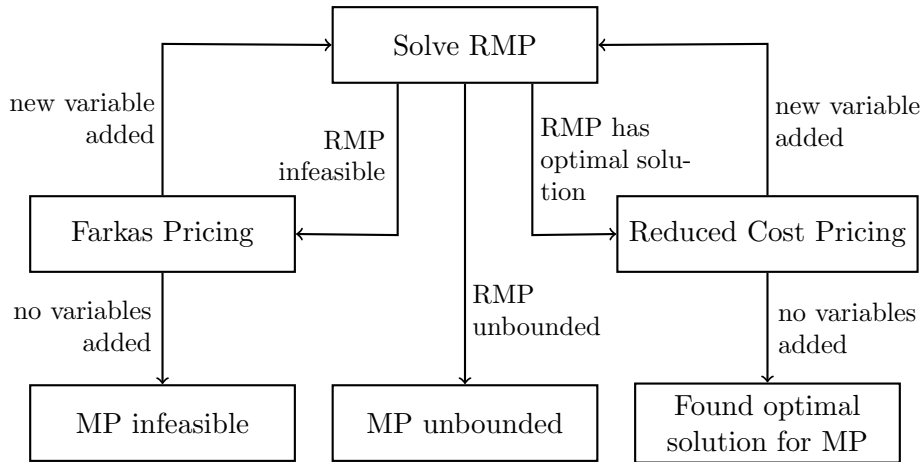 Solve RMP
new variable
added
RMP
infeasible
RMP has
optimal solu-
tion
new variable
added
Farkas Pricing
Reduced Cost Pricing
no variables
added
RMP
unbounded
no variables
added
MP infeasible
MP unbounded
Found optimal
solution for MP